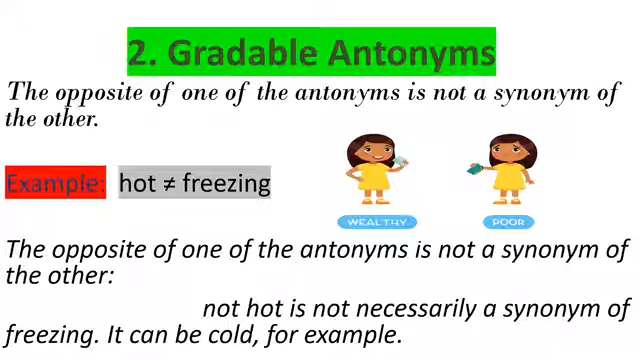 2. Gradable Antonyms
The opposite of one of the antonyms is not a synonym of
the other.
Example: hot ≠ freezing
WEALTHY POOR
The opposite of one of the antonyms is not a synonym of
the other:
not hot is not necessarily a synonym of
freezing. It can be cold, for example.